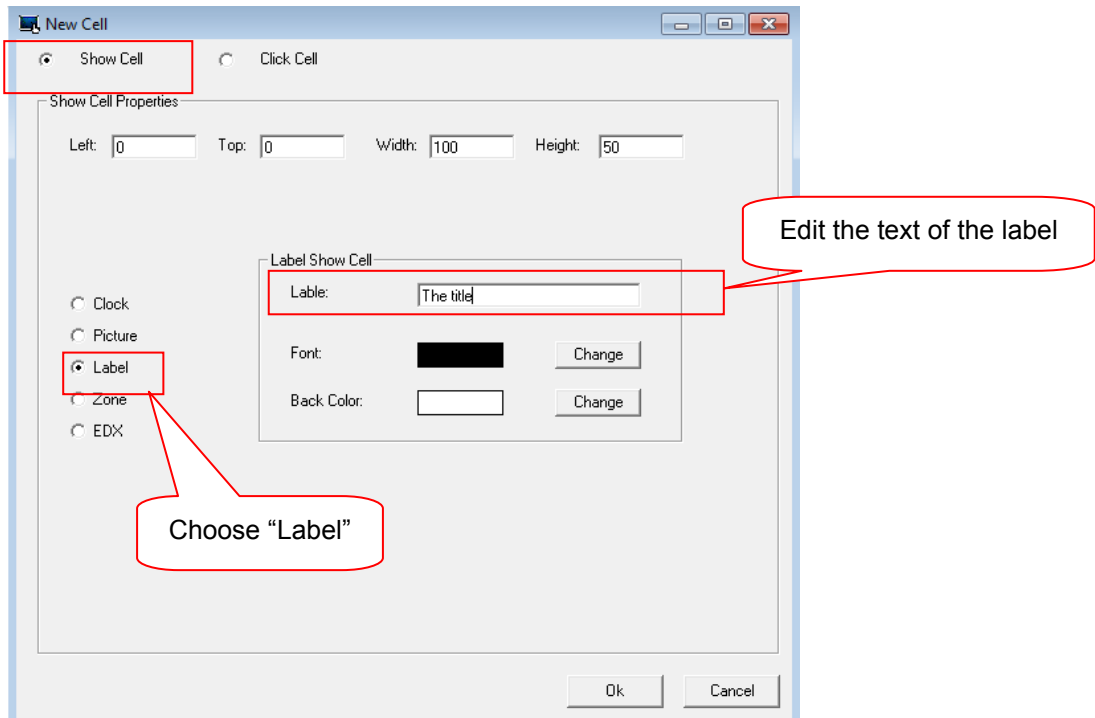 New Cell
Show Cell Click Cell
Show Cell Properties
Left: 0 Top: 0 Width: 100 Height: 50
Edit the text of the label
Label Show Cell
Lable: The title
Clock
Picture
Font: Change
Label
Back Color: Change
Zone
EDX
Choose “Label”
Ok Cancel